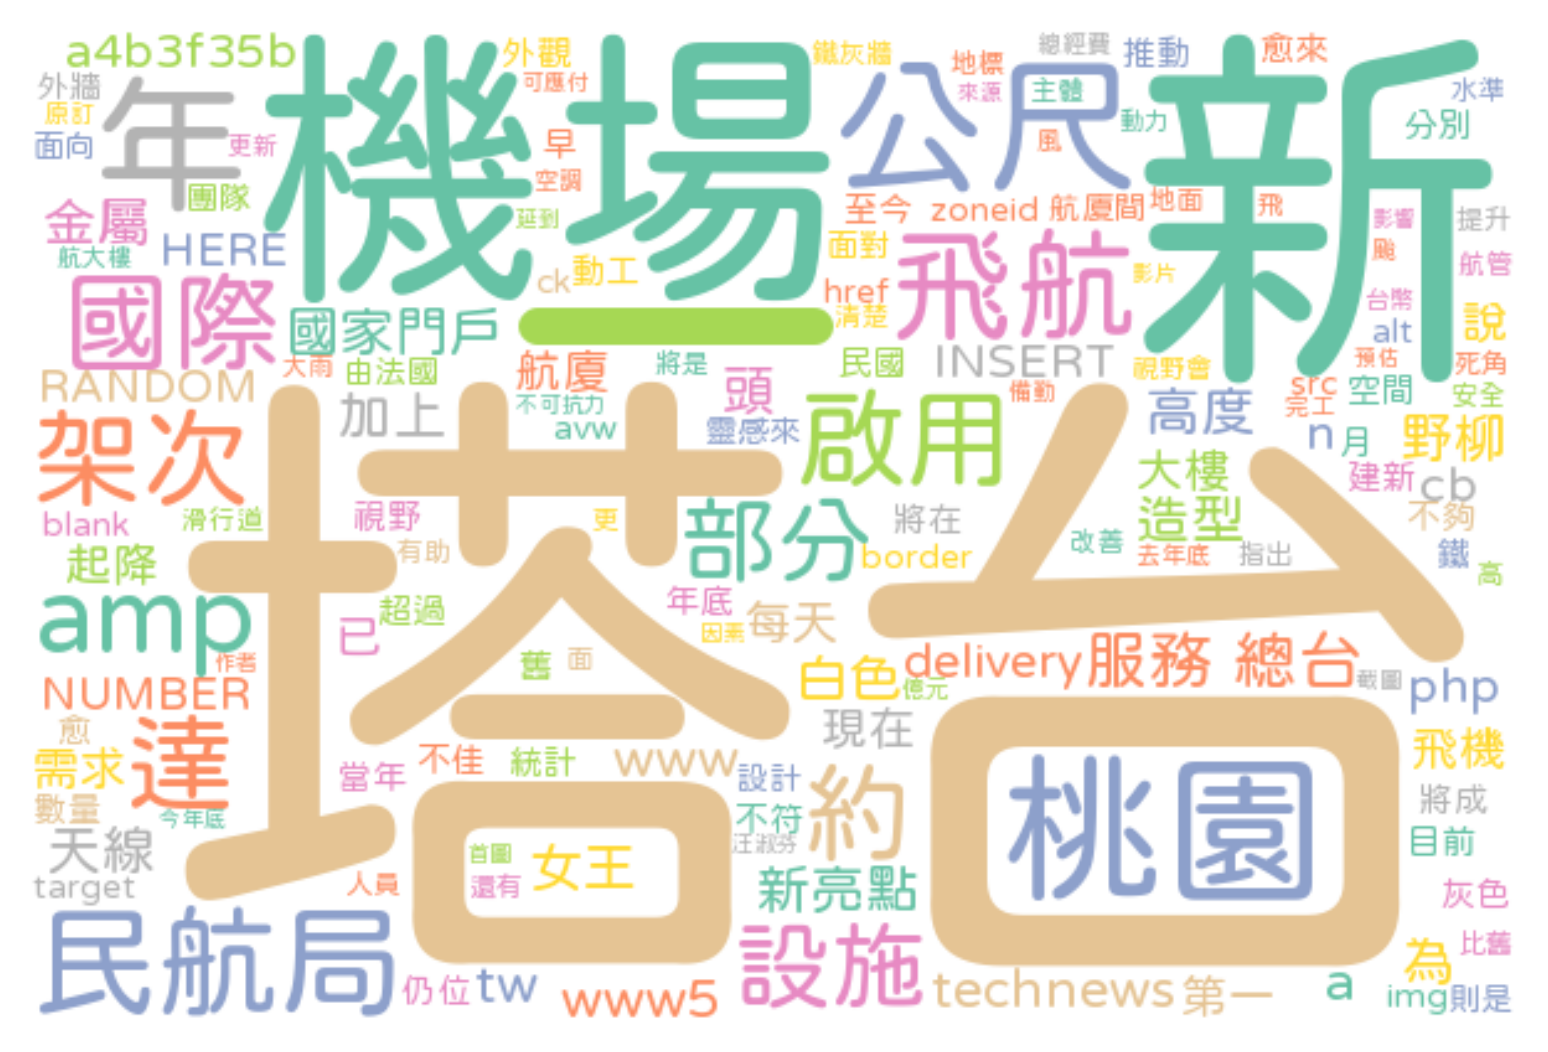 a4b3f35b
機場
新
外觀
可應付
鐵灰牆
總經費
推動
愈來
地標
來源
主體
水準
外牆
原訂
面向
年
更新
早
公尺
動力
分別
風
團隊
空調
金屬
航大樓
HERE
延到
至今
zoneid
航厦間
地面
飛
影響
提升
颱
航管
面對
ck
動工
href
清楚
飛航
影片
台幣
alt
說
國際
國家門戶
一
大雨
由法國
航廈
將是
民國
INSERT
視野會
預估
死角
RANDOM
加上
不可抗力
avw
頭
靈感來
啟用
備勤
高度
src
完工
空間
安全
n
月
野柳
架次
塔
台
大樓
造型
建新
cb
不夠
blank
滑行道
視野
有助
更
部分
將在
border
改善
去年底
指出
鐵
高
起降
amp
超過
已
年底
因素
每天
作者
舊
面
白色
億元
delivery
服務
總台
截圖
php
NUMBER
愈
需求
達
不佳
統計
www
現在
飛機
當年
設計
數量
今年底
不符
汪淑芬
約
桃園
將成
目前
天線
target
首圖
還有
女王
人員
新亮點
灰色
民航局
仍位
tw
www5
設施
technews
第一
a
為
比舊
img
則是